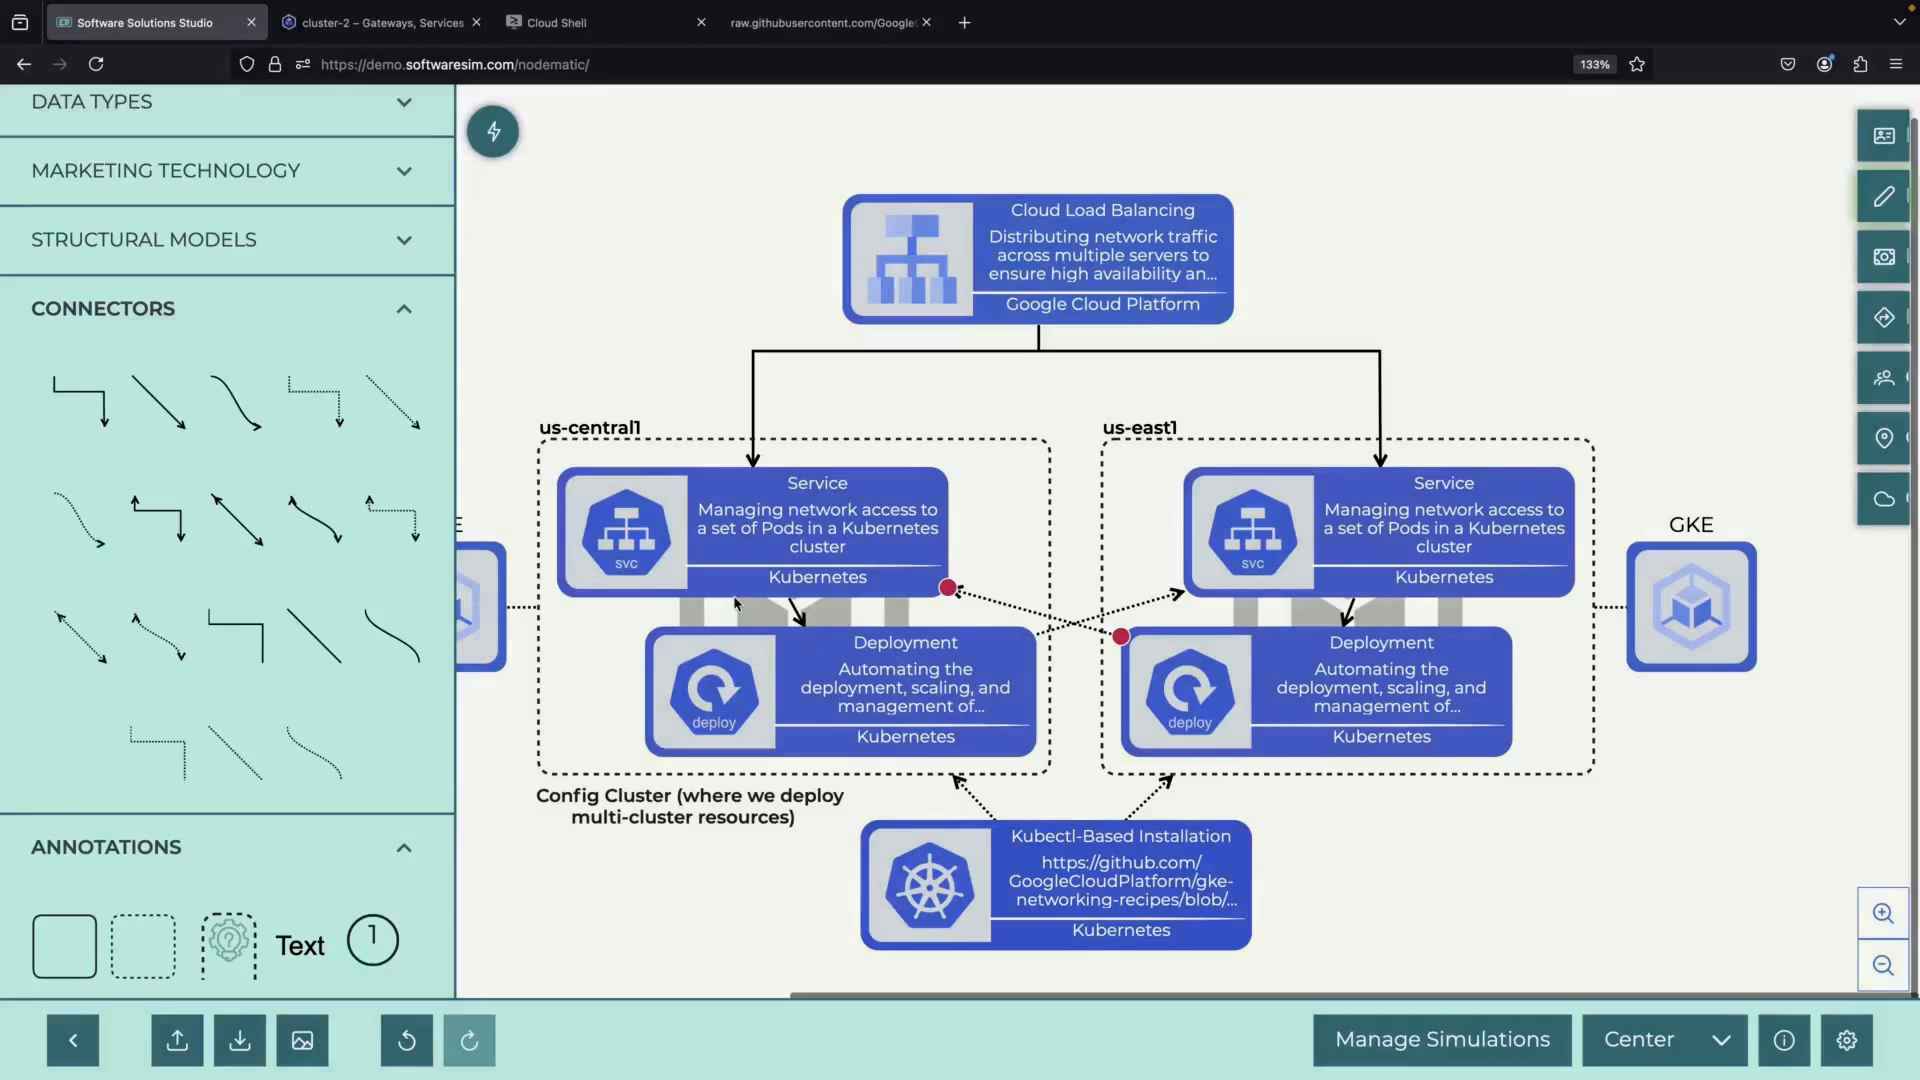 Software Solutions Studio
cluster-2 – Gateways, Services
Cloud Shell
raw.githubusercontent.com/Google
https://demo.softwaresim.com/nodematic/
133%
DATA TYPES
MARKETING TECHNOLOGY
STRUCTURAL MODELS
CONNECTORS
ANNOTATIONS
Text
1
Cloud Load Balancing
Distributing network traffic
across multiple servers to
ensure high availability an...
Google Cloud Platform
us-central1
us-east1
Service
Managing network access to
a set of Pods in a Kubernetes
cluster
Kubernetes
svc
Service
Managing network access to
a set of Pods in a Kubernetes
cluster
Kubernetes
svc
E
GKE
Deployment
Automating the
deployment, scaling, and
management of...
Kubernetes
deploy
Deployment
Automating the
deployment, scaling, and
management of...
Kubernetes
deploy
Config Cluster (where we deploy
multi-cluster resources)
Kubectl-Based Installation
https://github.com/
GoogleCloudPlatform/gke-
networking-recipes/blob/...
Kubernetes
Manage Simulations
Center